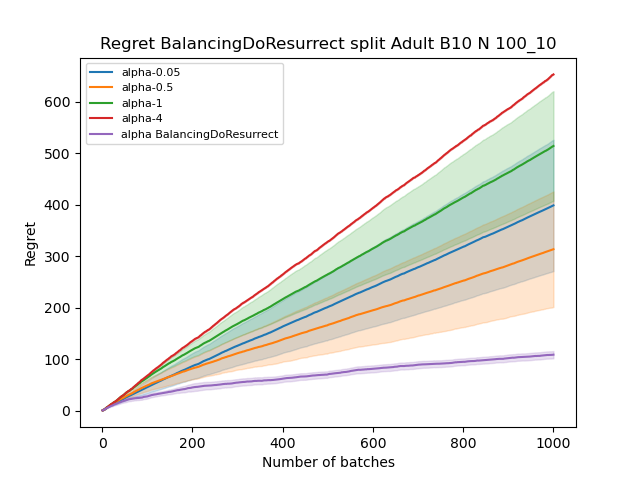 Regret BalancingDoResurrect split Adult B10 N 100_10
alpha-0.05
alpha-0.5
alpha-1
alpha-4
alpha BalancingDoResurrect
600
500
400
300
200
100
0
Regret
0 200 400 600 800 1000
Number of batches